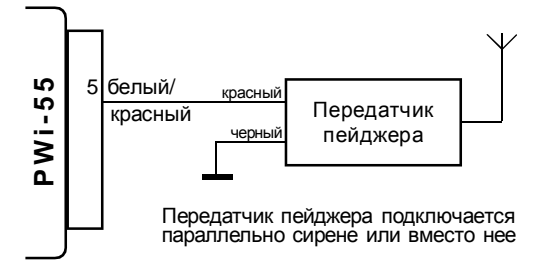 PWi-55
5 белый/
красный
красный
черный
Передатчик
пейджера
Передатчик пейджера подключается
параллельно сирене или вместо нее